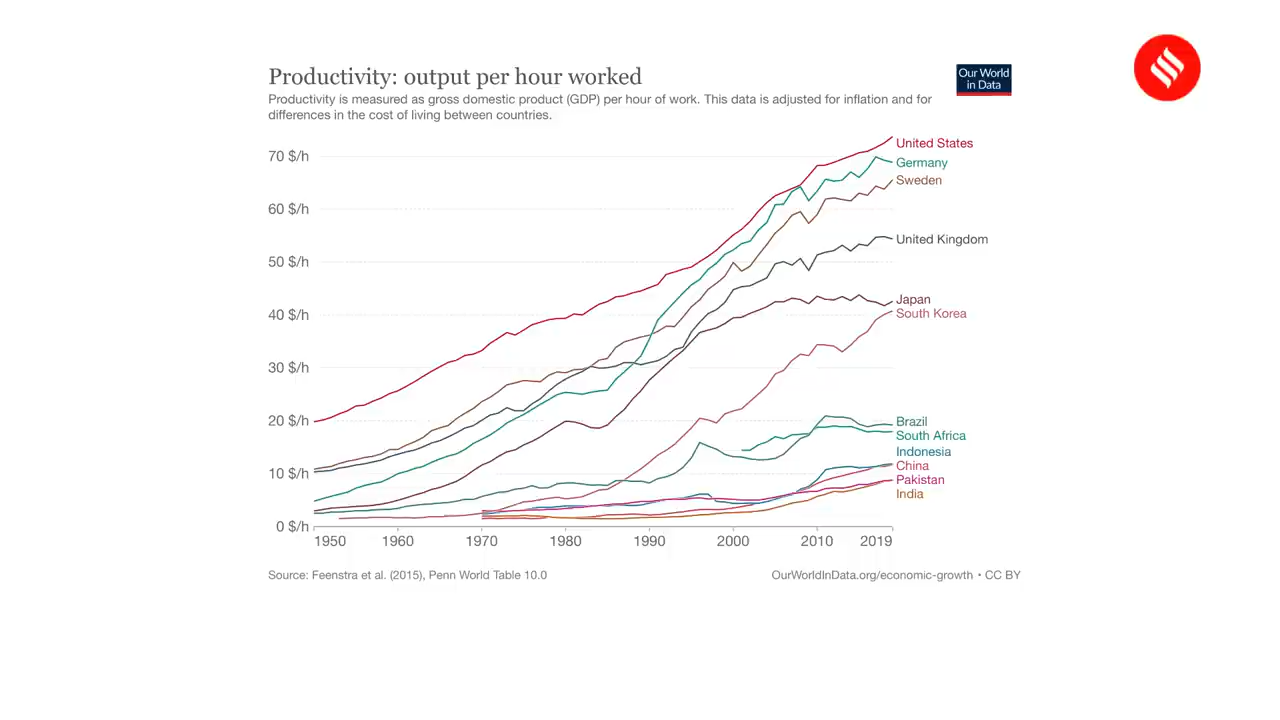 Productivity: output per hour worked
Our World
in Data
Productivity is measured as gross domestic product (GDP) per hour of work. This data is adjusted for inflation and for
differences in the cost of living between countries.
70 $/h
60 $/h
50 $/h
40 $/h
30 $/h
20 $/h
10 $/h
0 $/h
United States
Germany
Sweden
United Kingdom
Japan
South Korea
Brazil
South Africa
Indonesia
China
Pakistan
India
1950 1960 1970 1980 1990 2000 2010 2019
Source: Feenstra et al. (2015), Penn World Table 10.0
OurWorldInData.org/economic-growth • CC BY